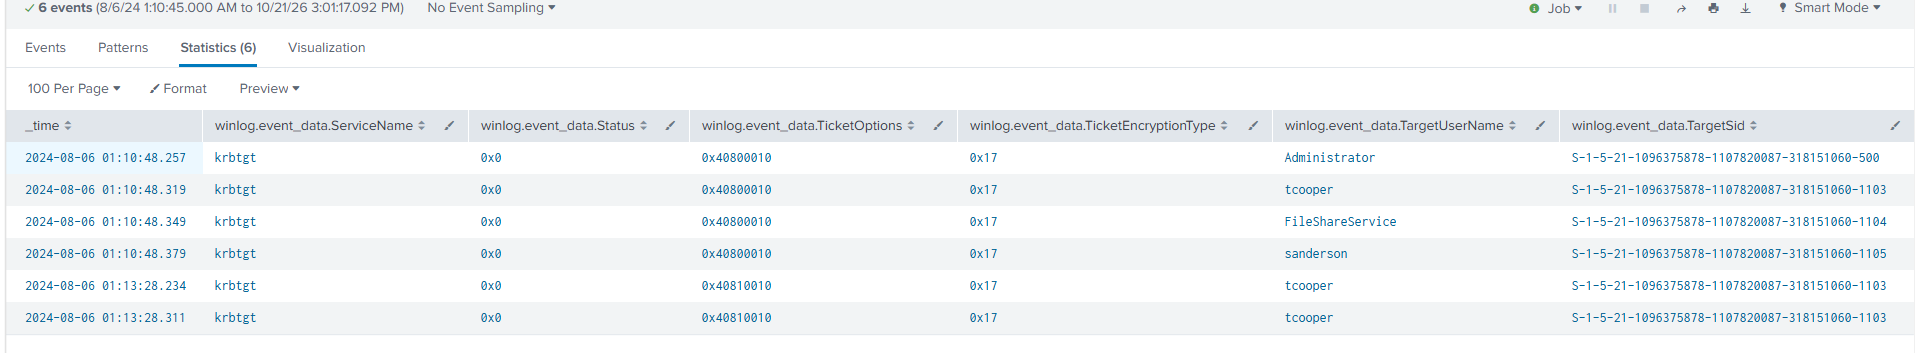 6 events (8/6/24 1:10:45.000 AM to 10/21/26 3:01:17.092 PM) No Event Sampling Job Smart Mode
Events Patterns Statistics (6) Visualization
100 Per Page Format Preview
_time winlog.event_data.ServiceName winlog.event_data.Status winlog.event_data.TicketOptions winlog.event_data.TicketEncryptionType winlog.event_data.TargetUserName winlog.event_data.TargetSid
2024-08-06 01:10:48.257 krbtgt 0x0 0x40800010 0x17 Administrator S-1-5-21-1096375878-1107820087-318151060-500
2024-08-06 01:10:48.319 krbtgt 0x0 0x40800010 0x17 tcooper S-1-5-21-1096375878-1107820087-318151060-1103
2024-08-06 01:10:48.349 krbtgt 0x0 0x40800010 0x17 FileShareService S-1-5-21-1096375878-1107820087-318151060-1104
2024-08-06 01:10:48.379 krbtgt 0x0 0x40800010 0x17 sanderson S-1-5-21-1096375878-1107820087-318151060-1105
2024-08-06 01:13:28.234 krbtgt 0x0 0x40810010 0x17 tcooper S-1-5-21-1096375878-1107820087-318151060-1103
2024-08-06 01:13:28.311 krbtgt 0x0 0x40810010 0x17 tcooper S-1-5-21-1096375878-1107820087-318151060-1103